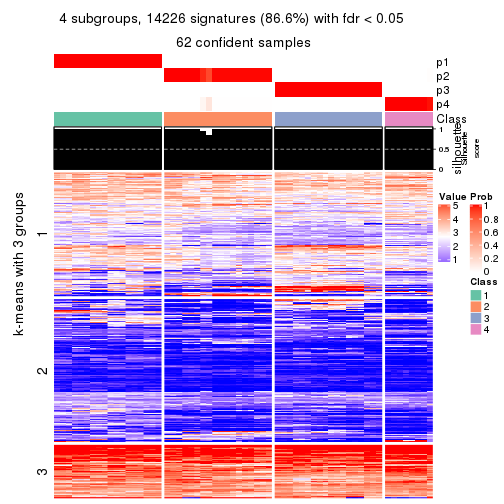 4 subgroups, 14226 signatures (86.6%) with fdr < 0.05
62 confident samples
p1
p2
p3
p4
Class
1
0.5
0
silhouette
Silhouette
score
k-means with 3 groups
1
2
3
Value
5
4
3
2
1
Prob
1
0.8
0.6
0.4
0.2
0
Class
1
2
3
4